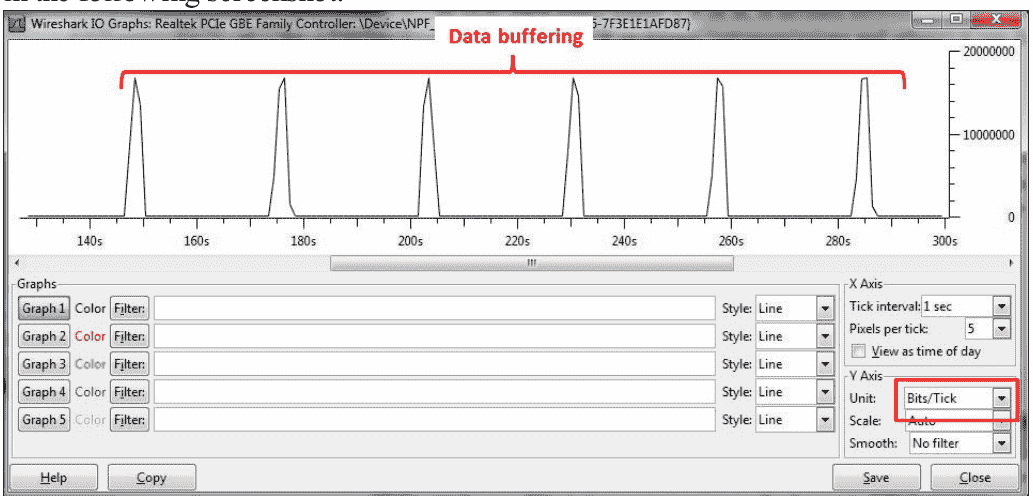 in the following screenshot:
Wireshark IO Graphs: Realtek PCIe GBE Family Controller: \Device\NPF_ 5-7F3E1E1AFD87}
Data buffering
20000000
10000000
0
140s 160s 180s 200s 220s 240s 260s 280s 300s
Graphs
Graph 1 Color Filter: Style: Line
Graph 2 Color Filter: Style: Line
Graph 3 Color Filter: Style: Line
Graph 4 Color Filter: Style: Line
Graph 5 Color Filter: Style: Line
X Axis
Tick interval: 1 sec
Pixels per tick: 5
View as time of day
Y Axis
Unit: Bits/Tick
Scale: Auto
Smooth: No filter
Help Copy Save Close